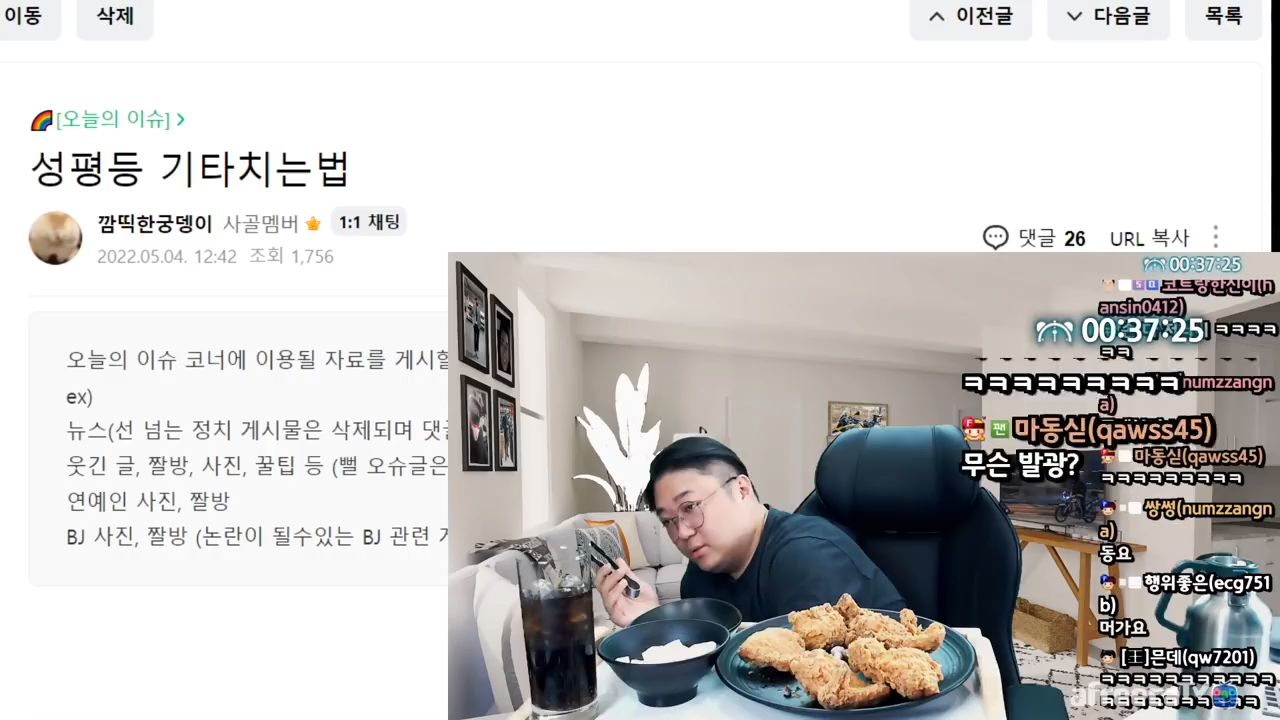 이동
삭제
이전글
다음글
목록
[오늘의 이슈]
성평등 기타치는법
깜띡한궁뎅이 사골멤버 1:1 채팅
2022.05.04. 12:42 조회 1,756
댓글 26 URL 복사
오늘의 이슈 코너에 이용될 자료를 게시할
ex)
뉴스(선 넘는 정치 게시물은 삭제되며 댓글
웃긴 글, 짤방, 사진, 꿀팁 등 (뻘 오슈글은
연예인 사진, 짤방
BJ 사진, 짤방 (논란이 될수있는 BJ 관련
00:37:25
ansin0412)
00:37:25
ㅋㅋㅋㅋ
ㅋㅋ
ㅋㅋㅋㅋㅋㅋㅋㅋㅋ
numzzangn
a)
팬 마동신(qawss45)
무슨 발광?
마동신(qawss45)
ㅋㅋㅋㅋㅋㅋㅋㅋㅋ
쌍썽(numzzangn
a)
동요
행위좋은(ecg751
b)
머가요
[王]믄데(qw7201)
ㅋㅋㅋㅋㅋㅋㅋㅋㅋㅋㅋ
afreecaTV